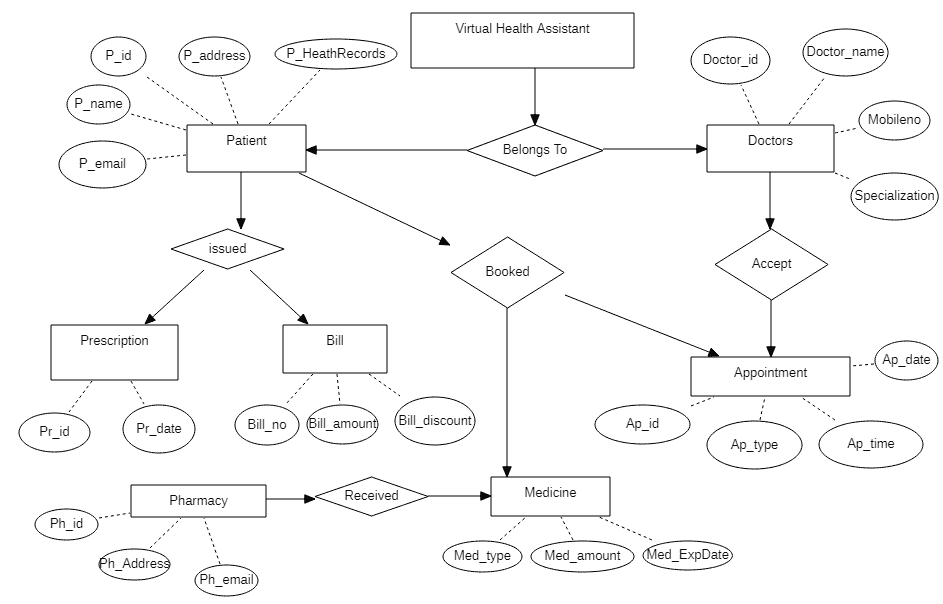 Virtual Health Assistant
P_id
P_address
P_HeathRecords
Doctor_id
Doctor_name
P_name
Mobileno
Patient
Belongs To
Doctors
P_email
Specialization
issued
Booked
Accept
Prescription
Bill
Ap_date
Appointment
Pr_id
Pr_date
Bill_no
Bill_amount
Bill_discount
Ap_id
Ap_type
Ap_time
Pharmacy
Received
Medicine
Ph_id
Ph_Address
Ph_email
Med_type
Med_amount
Med_ExpDate